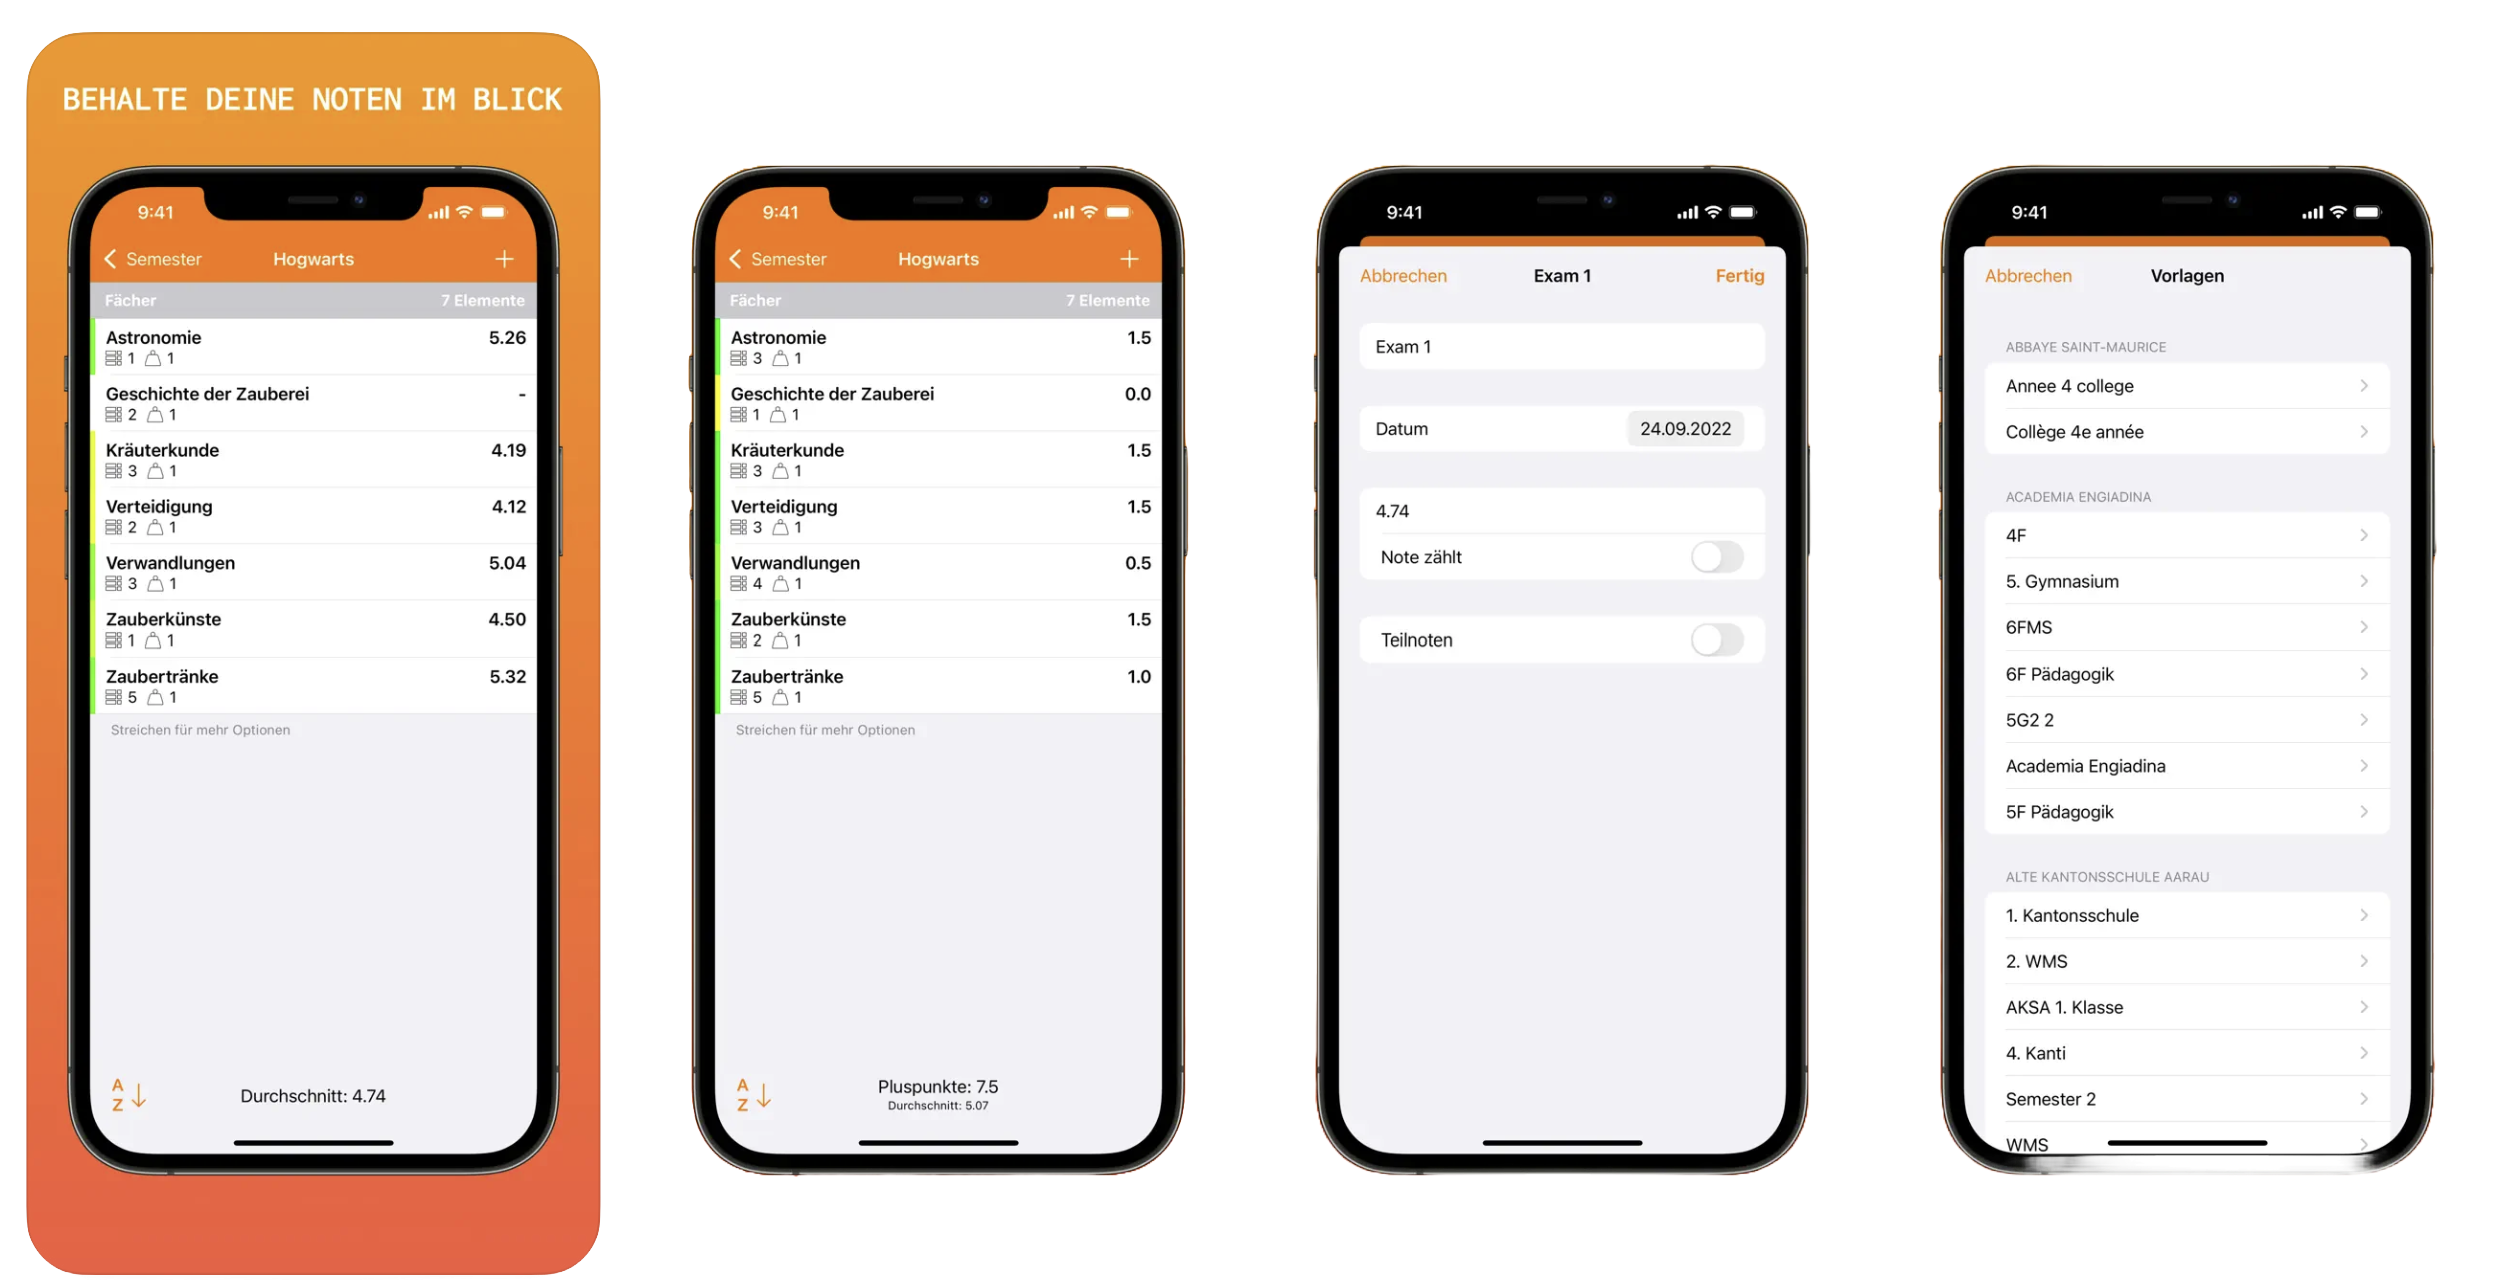 BEHALTE DEINE NOTEN IM BLICK
9:41
Semester Hogwarts +
Fächer 7 Elemente
Astronomie 5.26
1 1
Geschichte der Zauberei -
2 1
Kräuterkunde 4.19
3 1
Verteidigung 4.12
2 1
Verwandlungen 5.04
3 1
Zauberkünste 4.50
1 1
Zaubertränke 5.32
5 1
Streichen für mehr Optionen
A
Z
Durchschnitt: 4.74
9:41
Semester Hogwarts +
Fächer 7 Elemente
Astronomie 1.5
3 1
Geschichte der Zauberei 0.0
1 1
Kräuterkunde 1.5
3 1
Verteidigung 1.5
3 1
Verwandlungen 0.5
4 1
Zauberkünste 1.5
2 1
Zaubertränke 1.0
5 1
Streichen für mehr Optionen
A
Z
Pluspunkte: 7.5
Durchschnitt: 5.07
9:41
Abbrechen Exam 1 Fertig
Exam 1
Datum 24.09.2022
4.74
Note zählt
Teilnoten
9:41
Abbrechen Vorlagen
ABBAYE SAINT-MAURICE
Annee 4 college
Collège 4e année
ACADEMIA ENGIADINA
4F
5. Gymnasium
6FMS
6F Pädagogik
5G2 2
Academia Engiadina
5F Pädagogik
ALTE KANTONSSCHULE AARAU
1. Kantonsschule
2. WMS
AKSA 1. Klasse
4. Kanti
Semester 2
WMS